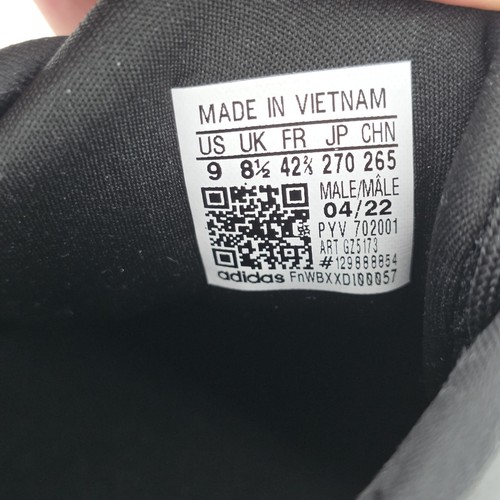 MADE IN VIETNAM
US UK FR JP CHN
9 8½ 42⅔ 270 265
MALE/MÂLE
04/22
PYV 702001
ART GZ5173
#129888854
adidas FnWBXXD100057